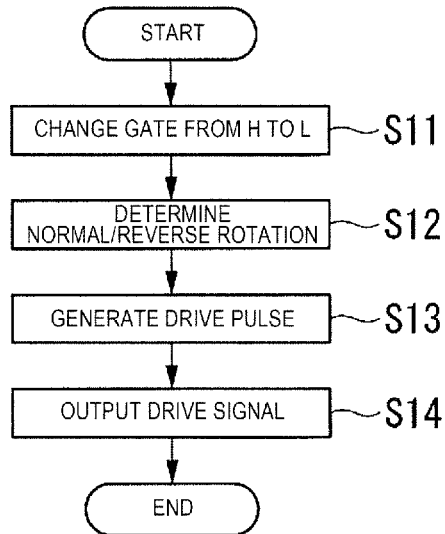 START
CHANGE GATE FROM H TO L
S11
DETERMINE
NORMAL/REVERSE ROTATION
S12
GENERATE DRIVE PULSE
S13
OUTPUT DRIVE SIGNAL
S14
END